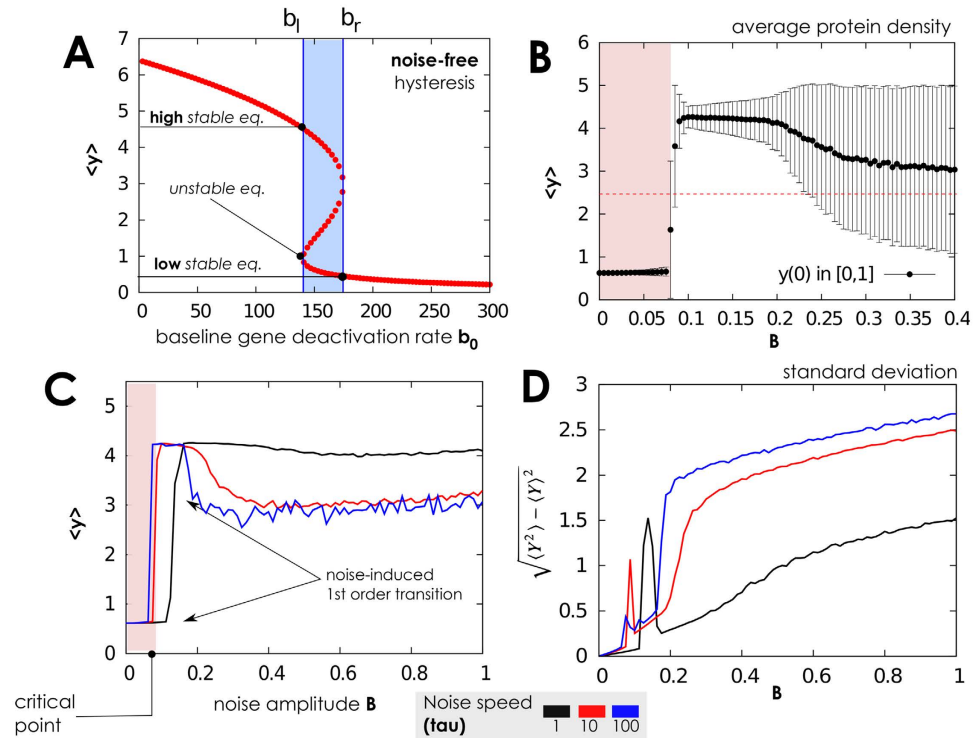 b_l b_r
A
noise-free
hysteresis
high stable eq.
unstable eq.
low stable eq.
<y>
7
6
5
4
3
2
1
0
0 50 100 150 200 250 300
baseline gene deactivation rate b_0
average protein density
B
<y>
6
5
4
3
2
1
0
y(0) in [0,1]
0 0.05 0.1 0.15 0.2 0.25 0.3 0.35 0.4
B
C
<y>
5
4
3
2
1
0
noise-induced
1st order transition
0 0.2 0.4 0.6 0.8 1
critical
point
noise amplitude B
D
standard deviation
√⟨Y²⟩ − ⟨Y⟩²
3
2.5
2
1.5
1
0.5
0
0 0.2 0.4 0.6 0.8 1
B
Noise speed
(tau)
1 10 100